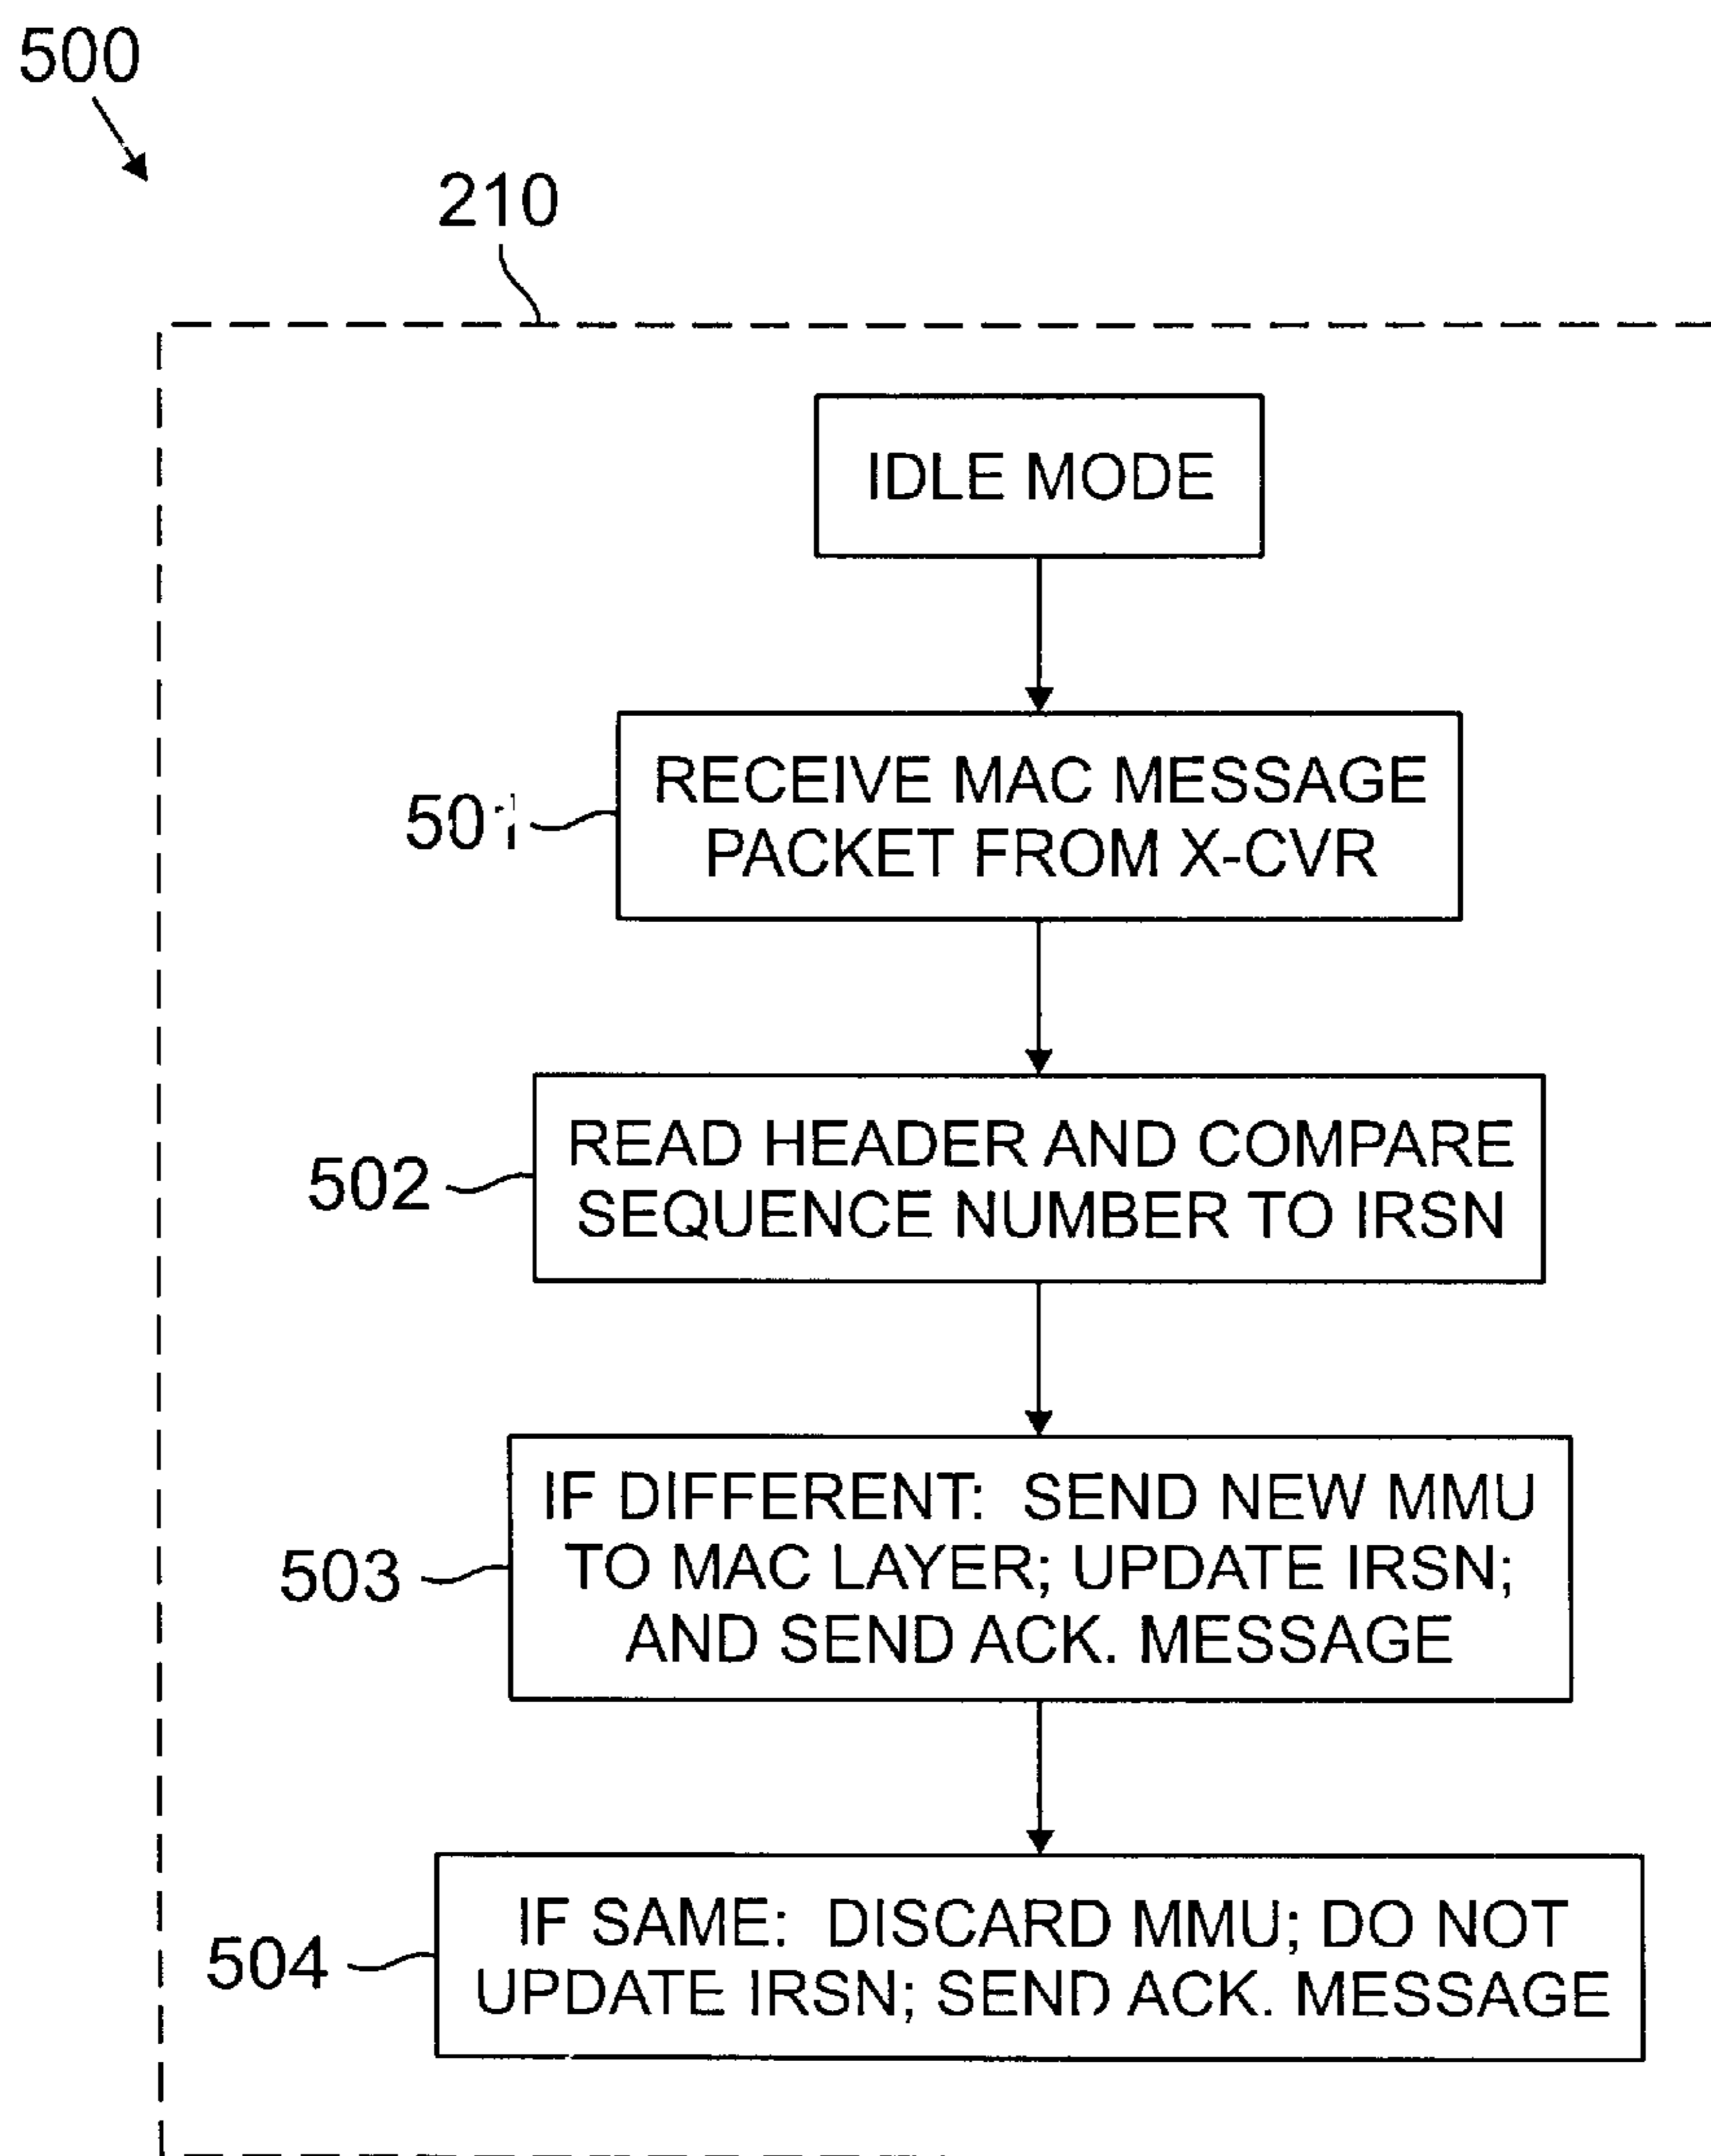 500
210
IDLE MODE
RECEIVE MAC MESSAGE
PACKET FROM X-CVR
501
READ HEADER AND COMPARE
SEQUENCE NUMBER TO IRSN
502
IF DIFFERENT: SEND NEW MMU
TO MAC LAYER; UPDATE IRSN;
AND SEND ACK. MESSAGE
503
IF SAME: DISCARD MMU; DO NOT
UPDATE IRSN; SEND ACK. MESSAGE
504